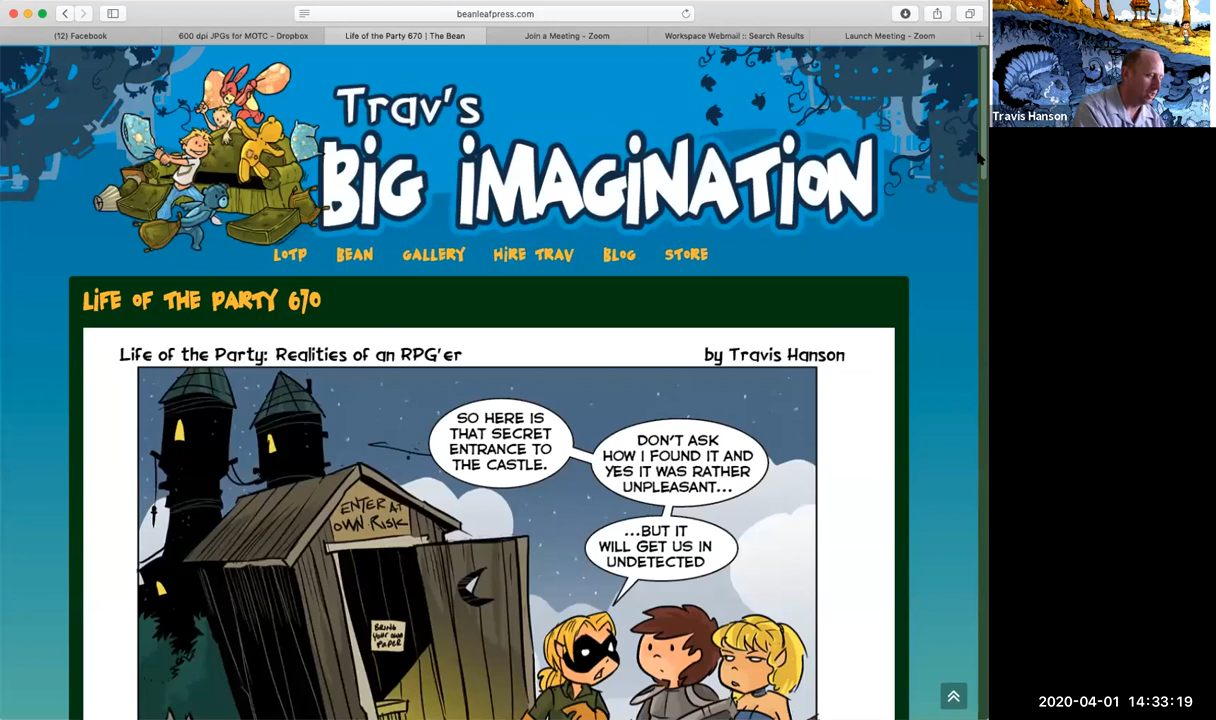 beanleafpress.com
(12) Facebook
600 dpi JPGs for MOTC - Dropbox
Life of the Party 670 | The Bean
Join a Meeting - Zoom
Workspace Webmail :: Search Results
Launch Meeting - Zoom
Travis Hanson
Trav's
BIG IMAGINATION
LOTP
BEAN
GALLERY
HIRE TRAV
BLOG
STORE
LIFE OF THE PARTY 670
Life of the Party: Realities of an RPG'er
by Travis Hanson
SO HERE IS
THAT SECRET
ENTRANCE TO
THE CASTLE.
DON'T ASK
HOW I FOUND IT AND
YES IT WAS RATHER
UNPLEASANT...
...BUT IT
WILL GET US IN
UNDETECTED
ENTER AT
OWN RISK
BRING
YOUR OWN
PAPER
2020-04-01 14:33:19